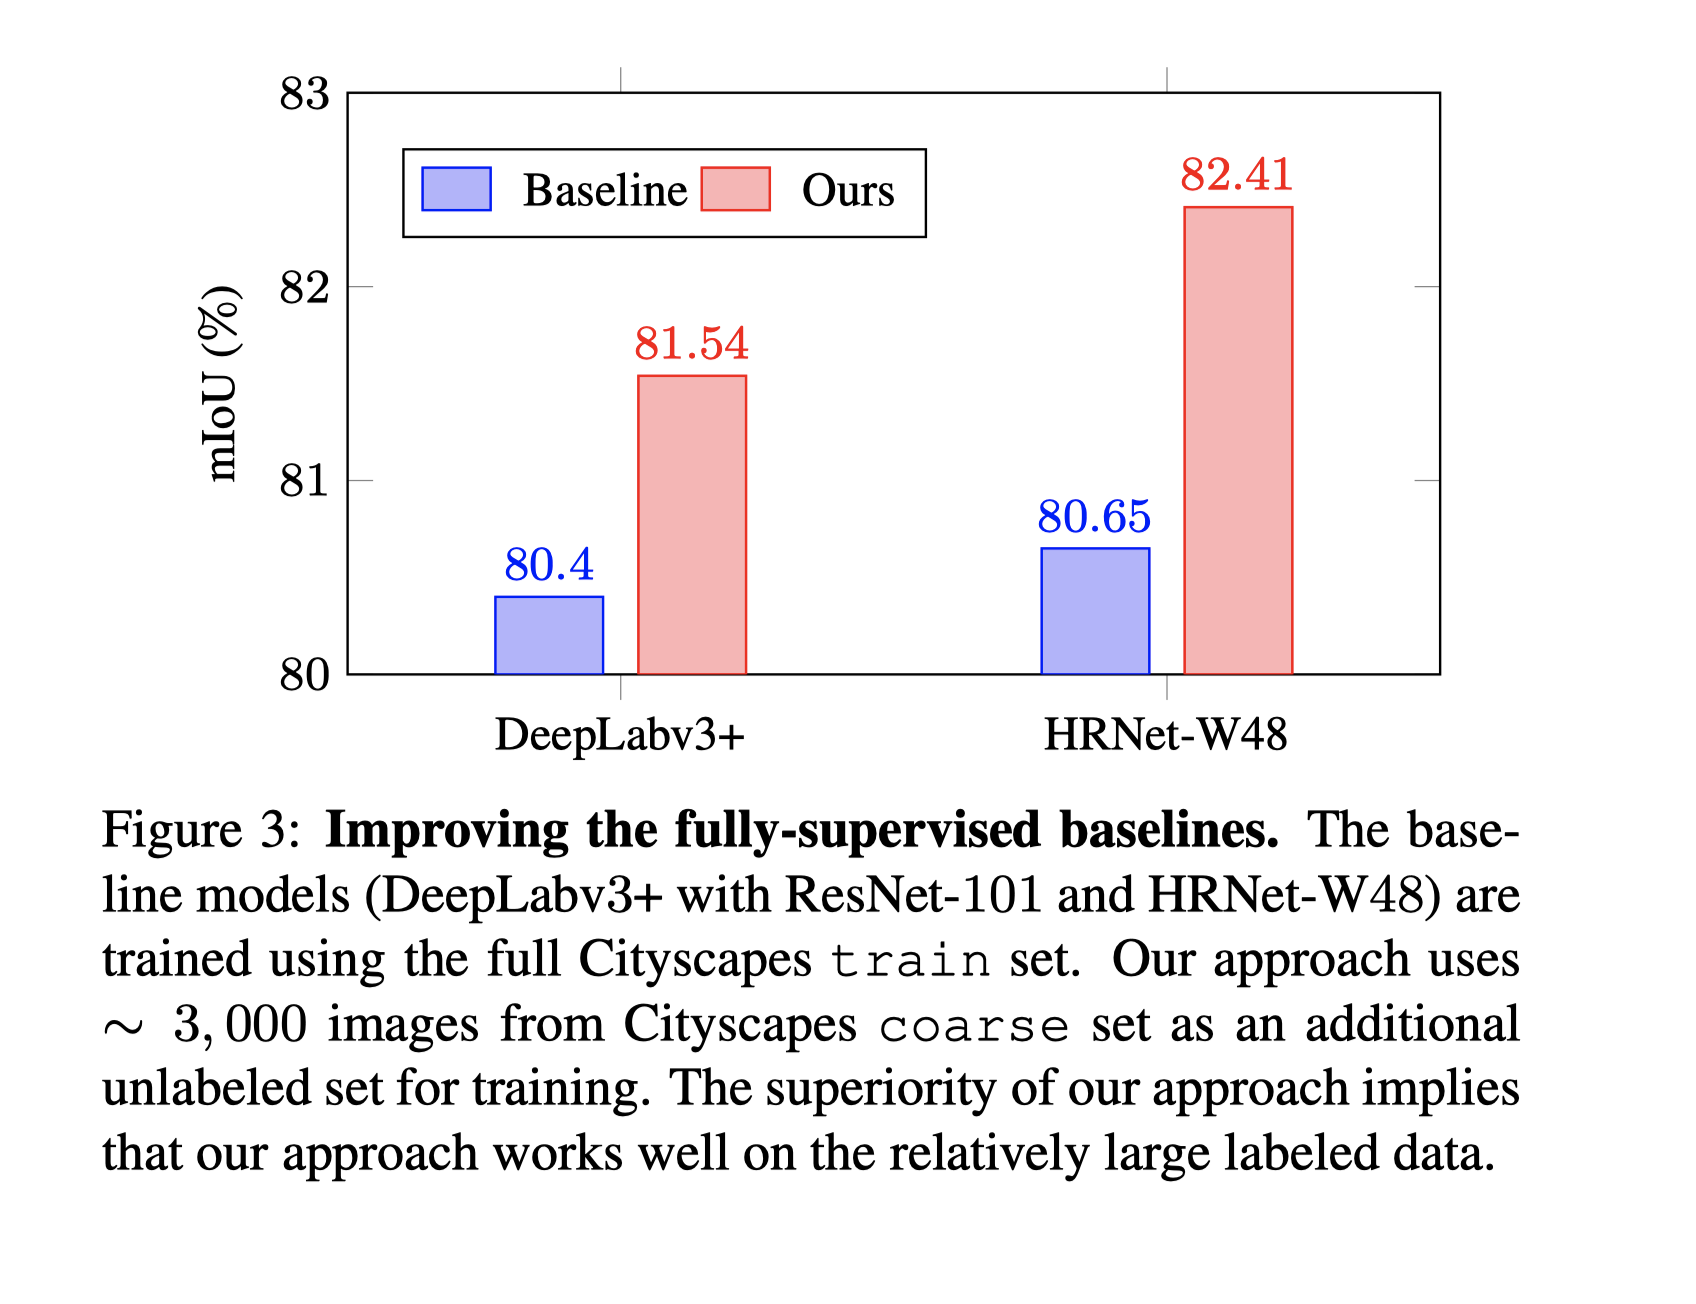 83
Baseline Ours
82.41
82
81.54
mIoU (%)
81
80.65
80.4
80
DeepLabv3+ HRNet-W48
Figure 3: Improving the fully-supervised baselines. The base-
line models (DeepLabv3+ with ResNet-101 and HRNet-W48) are
trained using the full Cityscapes train set. Our approach uses
∼ 3, 000 images from Cityscapes coarse set as an additional
unlabeled set for training. The superiority of our approach implies
that our approach works well on the relatively large labeled data.